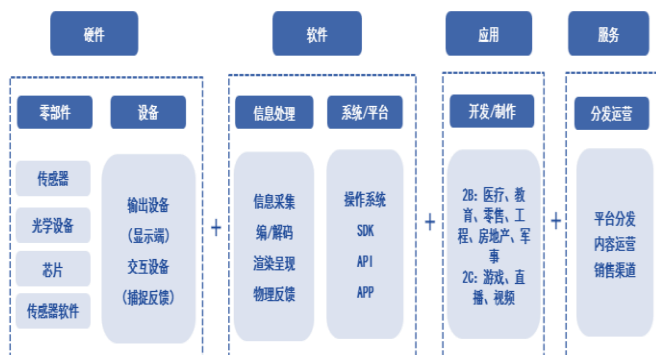 硬件
软件
应用
服务
零部件
设备
信息处理
系统/平台
开发/制作
分发运营
传感器
光学设备
芯片
传感器软件
输出设备
(显示端)
交互设备
(捕捉反馈)
+
信息采集
编/解码
渲染呈现
物理反馈
操作系统
SDK
API
APP
+
2B: 医疗、教
育、零售、工
程、房地产、军
事
2C: 游戏、直
播、视频
+
平台分发
内容运营
销售渠道